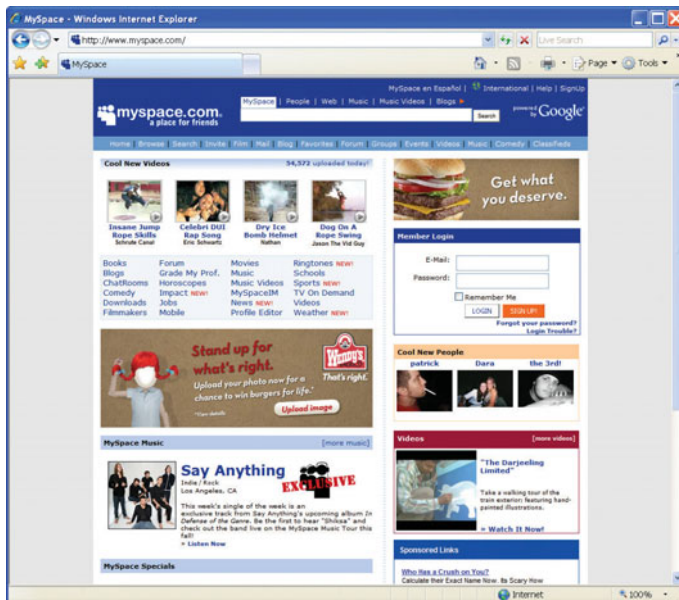 MySpace - Windows Internet Explorer
http://www.myspace.com/
Live Search
MySpace
Page
Tools
MySpace en Español | International | Help | SignUp
MySpace | People | Web | Music | Music Videos | Blogs
myspace.com
a place for friends
Search
powered by Google
Home | Browse | Search | Invite | Film | Mail | Blog | Favorites | Forum | Groups | Events | Videos | Music | Comedy | Classifieds
Cool New Videos
54,572 uploaded today!
Insane Jump Rope Skills
Schrute Canal
Celebri DUI Rap Song
Eric Schwartz
Dry Ice Bomb Helmet
Nathan
Dog On A Rope Swing
Jason The Vid Guy
Books Forum Movies Ringtones NEW!
Blogs Grade My Prof. Music Schools
ChatRooms Horoscopes Music Videos Sports NEW!
Comedy Impact NEW! MySpaceIM TV On Demand
Downloads Jobs News NEW! Videos
Filmmakers Mobile Profile Editor Weather NEW!
Stand up for
what's right.
Upload your photo now for a
chance to win burgers for life.*
Upload image
Wendy's
That's right.
MySpace Music
[more music]
Say Anything
Indie / Rock
Los Angeles, CA
EXCLUSIVE
This week's single of the week is an
exclusive track from Say Anything's upcoming album In
Defense of the Genre. Be the first to hear "Shiksa" and
check out the band live on the MySpace Music Tour this
fall!
» Listen Now
MySpace Specials
Get what
you deserve.
Member Login
E-Mail:
Password:
Remember Me
LOGIN
SIGN UP!
Forgot your password?
Login Trouble?
Cool New People
patrick
Dara
the 3rd!
Videos
[more videos]
"The Darjeeling
Limited"
Take a walking tour of the
train exterior: featuring hand-
painted illustrations.
» Watch It Now!
Sponsored Links
Who Has a Crush on You?
Calculate their Exact Name Now. Its Scary How
Internet
100%